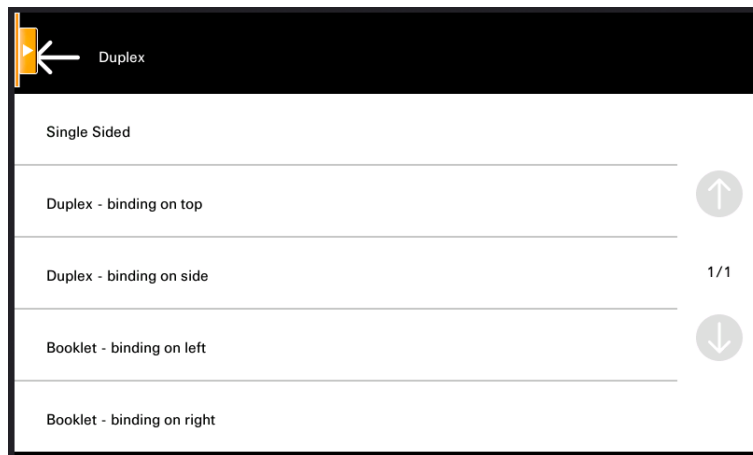 Duplex
Single Sided
Duplex - binding on top
Duplex - binding on side
1/1
Booklet - binding on left
Booklet - binding on right